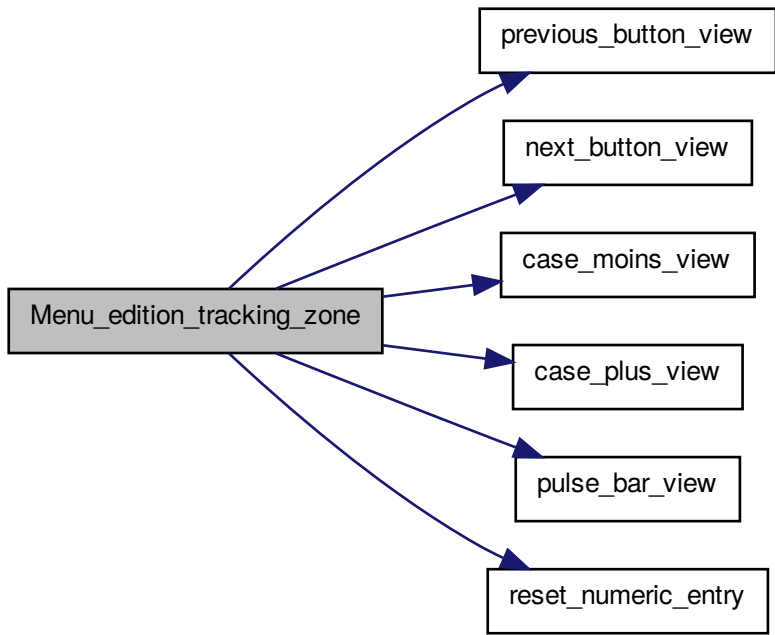 previous_button_view
next_button_view
case_moins_view
Menu_edition_tracking_zone
case_plus_view
pulse_bar_view
reset_numeric_entry